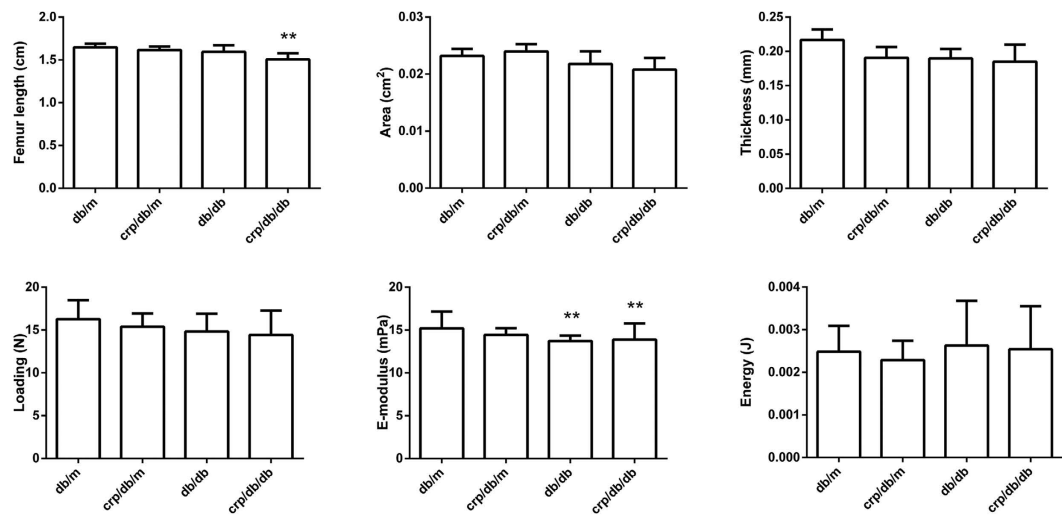 Femur length (cm)
2.0
1.5
1.0
0.5
0.0
**
db/m
crp/db/m
db/db
crp/db/db
Area (cm²)
0.03
0.02
0.01
0.00
db/m
crp/db/m
db/db
crp/db/db
Thickness (mm)
0.25
0.20
0.15
0.10
0.05
0.00
db/m
crp/db/m
db/db
crp/db/db
Loading (N)
20
15
10
5
0
db/m
crp/db/m
db/db
crp/db/db
E-modulus (mPa)
20
15
10
5
0
**
**
db/m
crp/db/m
db/db
crp/db/db
Energy (J)
0.004
0.003
0.002
0.001
0.000
db/m
crp/db/m
db/db
crp/db/db